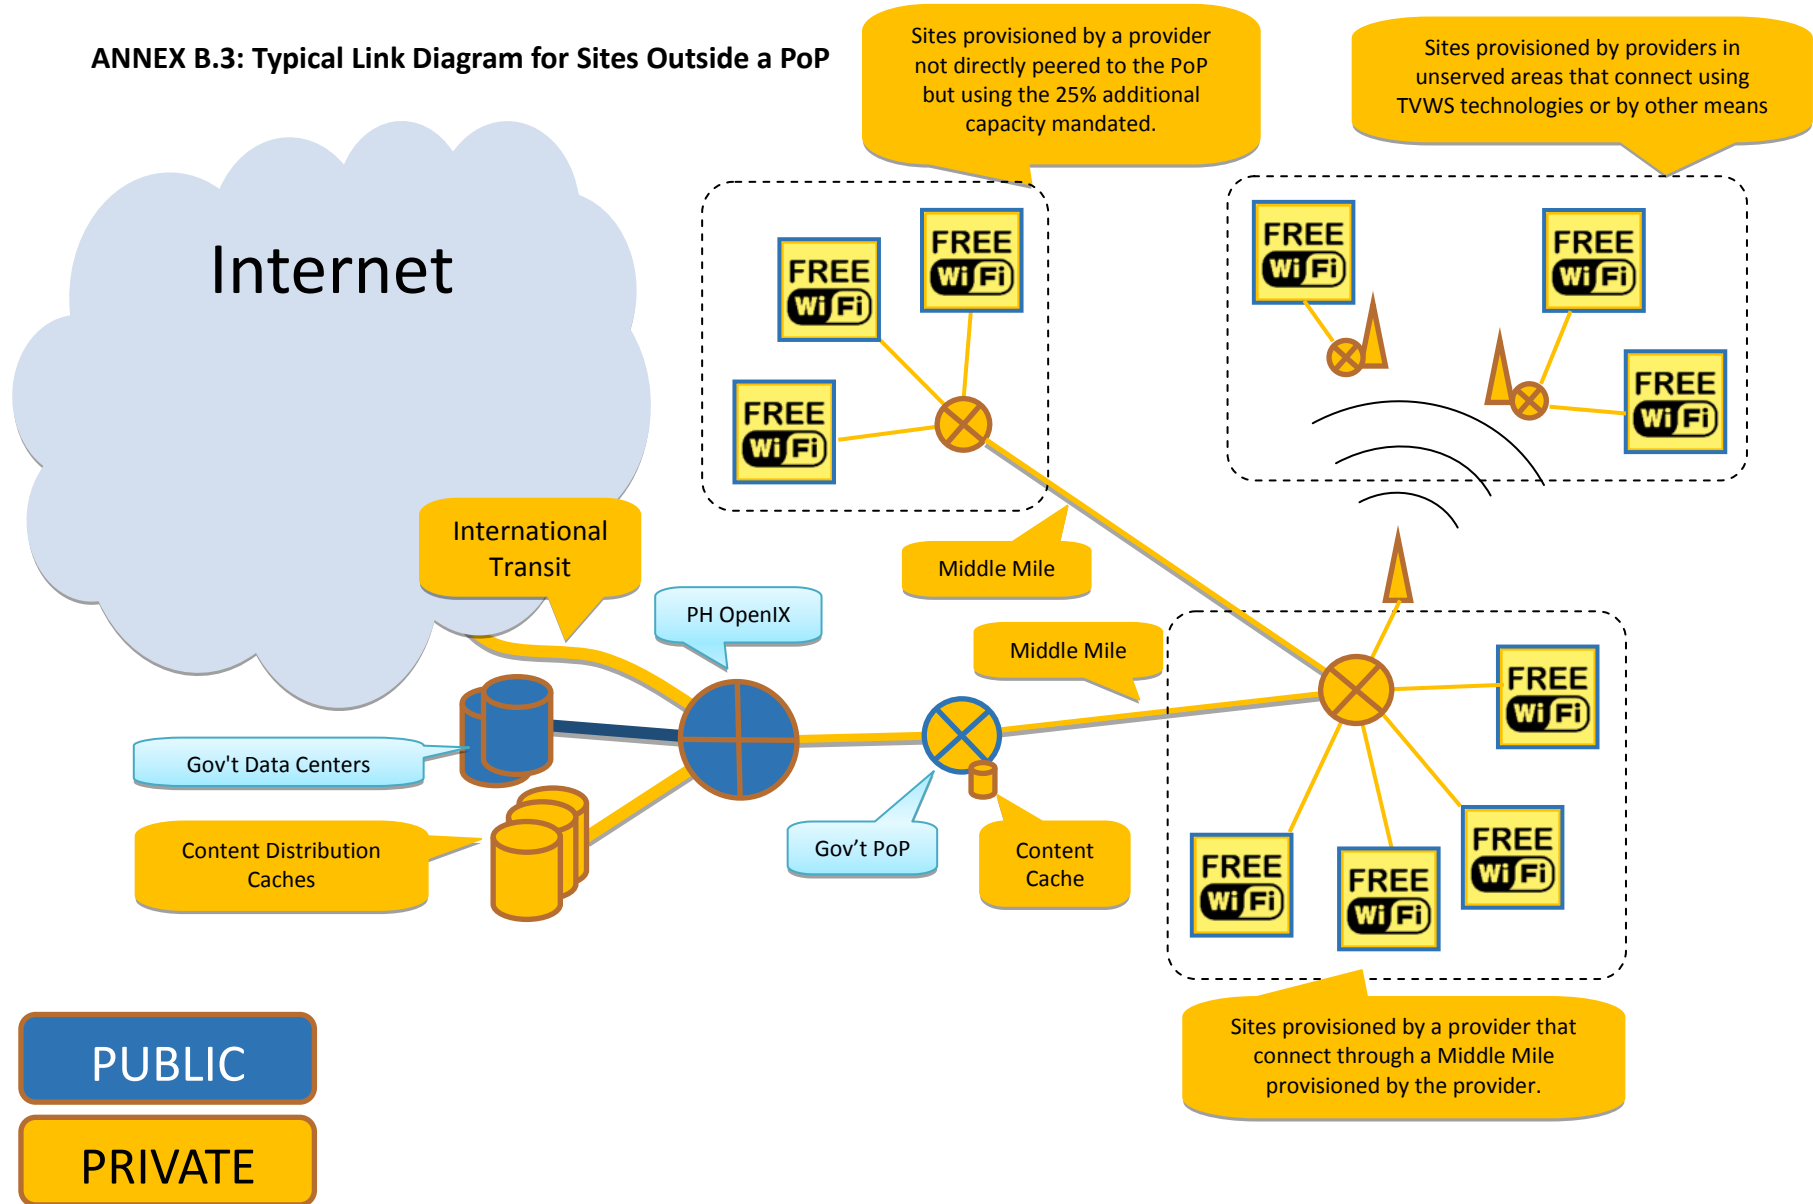 ANNEX B.3: Typical Link Diagram for Sites Outside a PoP
Sites provisioned by a provider
not directly peered to the PoP
but using the 25% additional
capacity mandated.
Sites provisioned by providers in
unserved areas that connect using
TVWS technologies or by other means
Internet
FREE
Wi Fi
FREE
Wi Fi
FREE
Wi Fi
FREE
Wi Fi
FREE
Wi Fi
FREE
Wi Fi
International
Transit
Middle Mile
PH OpenIX
Middle Mile
Gov't Data Centers
Content Distribution
Caches
Gov’t PoP
Content
Cache
FREE
Wi Fi
FREE
Wi Fi
FREE
Wi Fi
FREE
Wi Fi
Sites provisioned by a provider that
connect through a Middle Mile
provisioned by the provider.
PUBLIC
PRIVATE